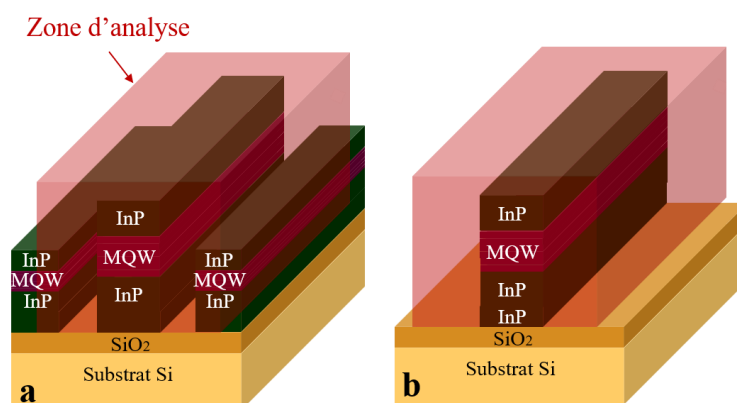 Zone d’analyse
InP
MQW
InP
InP
MQW
InP
InP
MQW
InP
SiO2
Substrat Si
a
InP
MQW
InP
InP
SiO2
Substrat Si
b